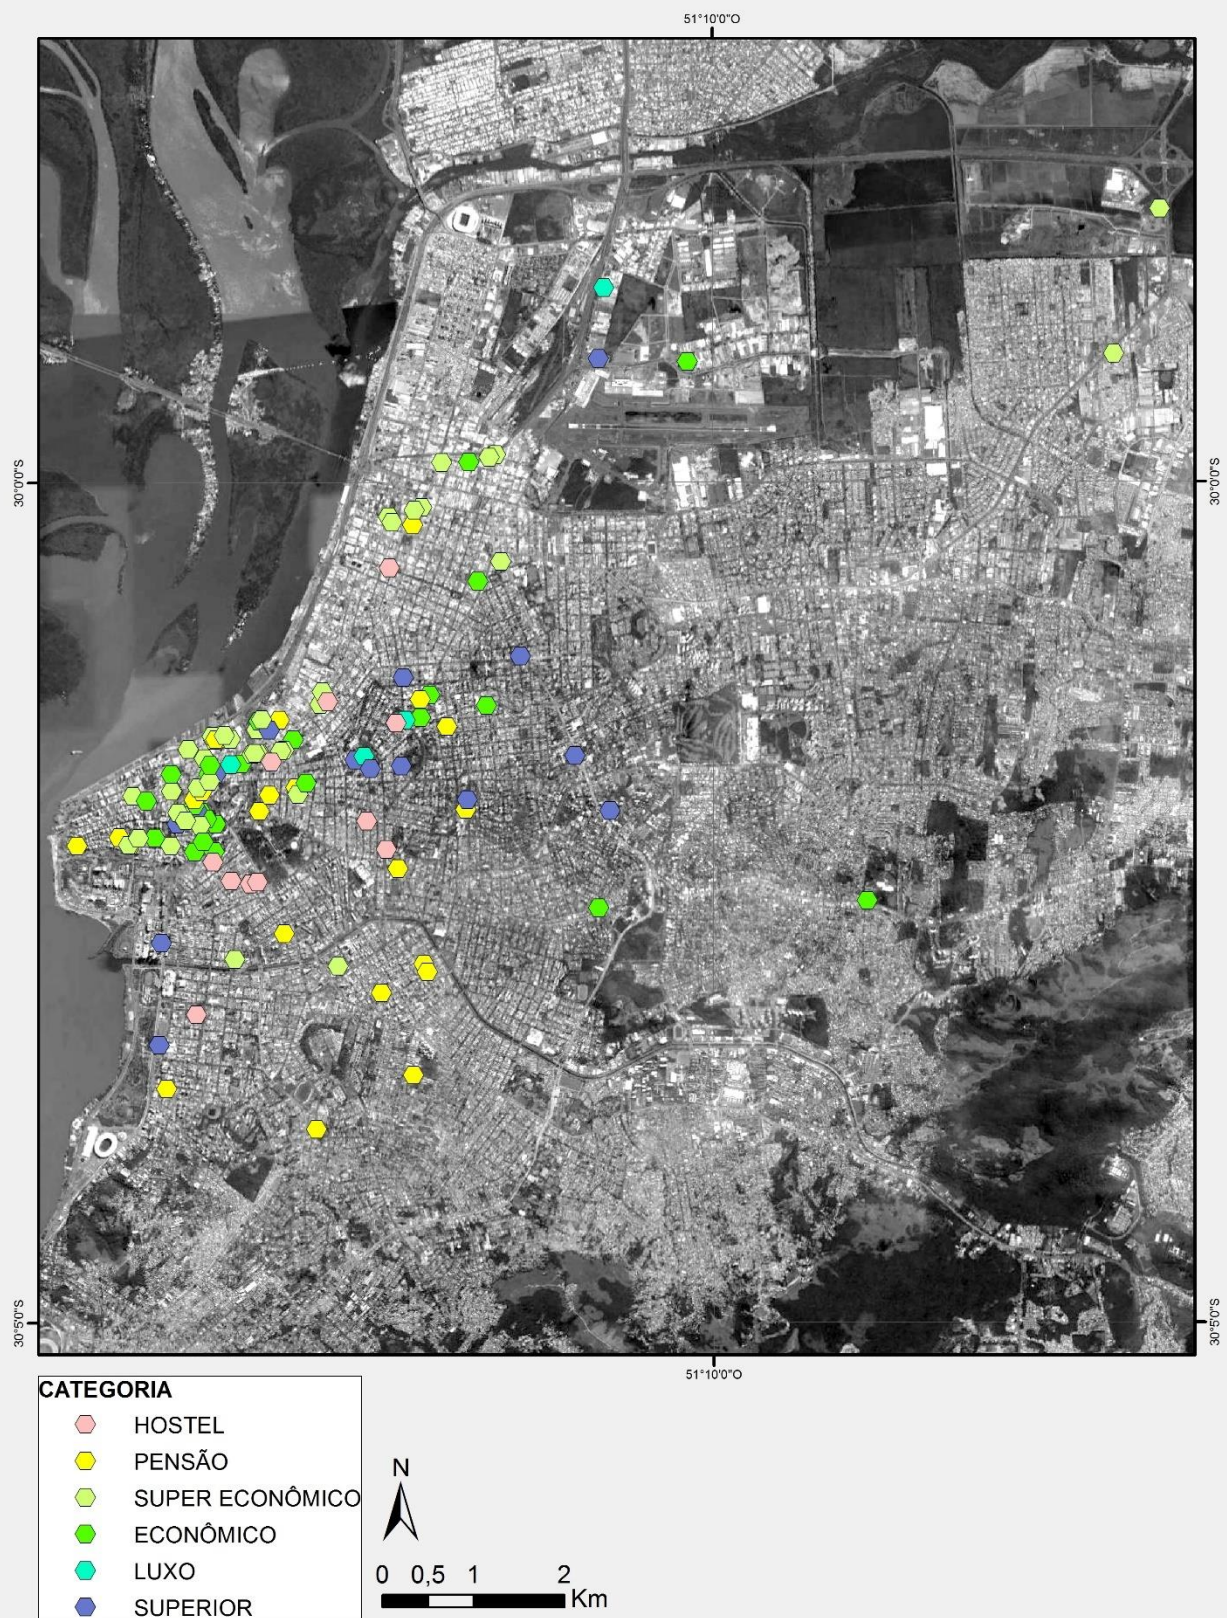 51°10'0"O
30°0'0"S
30°0'0"S
10
30°5'0"S
30°5'0"S
51°10'0"O
CATEGORIA
HOSTEL
PENSÃO
SUPER ECONÔMICO
ECONÔMICO
LUXO
SUPERIOR
N
0 0,5 1 2
Km